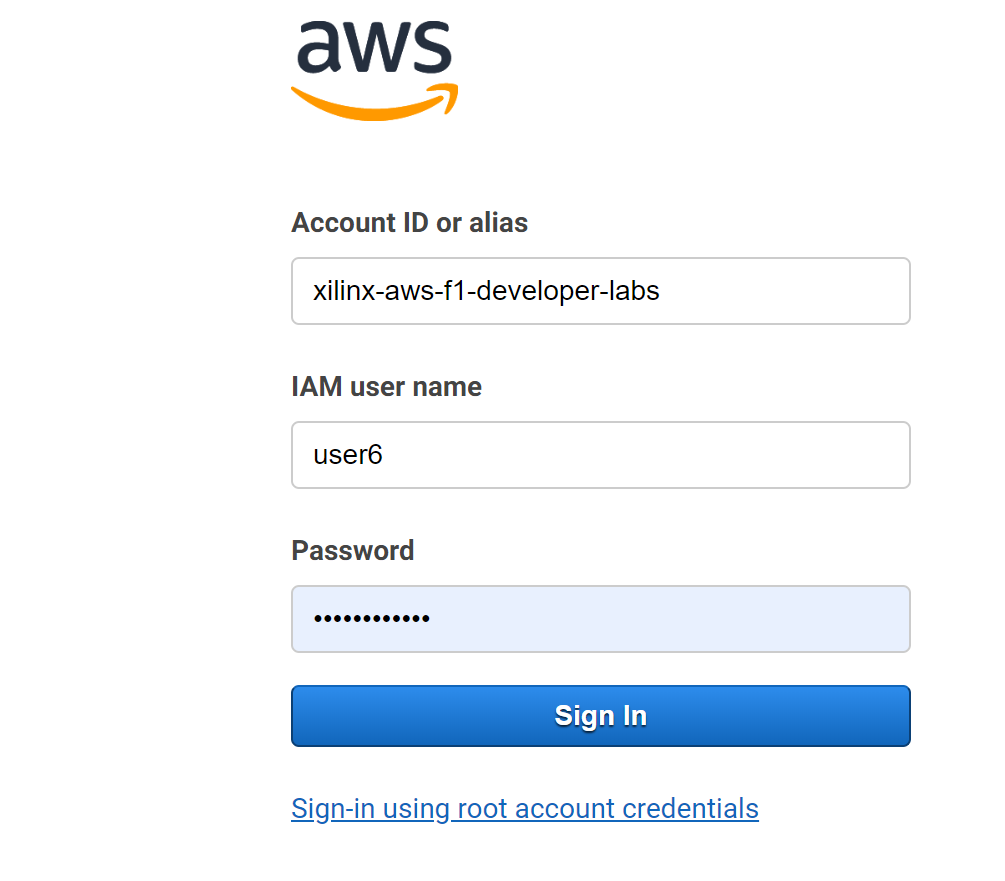 aws
Account ID or alias
xilinx-aws-f1-developer-labs
IAM user name
user6
Password
••••••••••••
Sign In
Sign-in using root account credentials